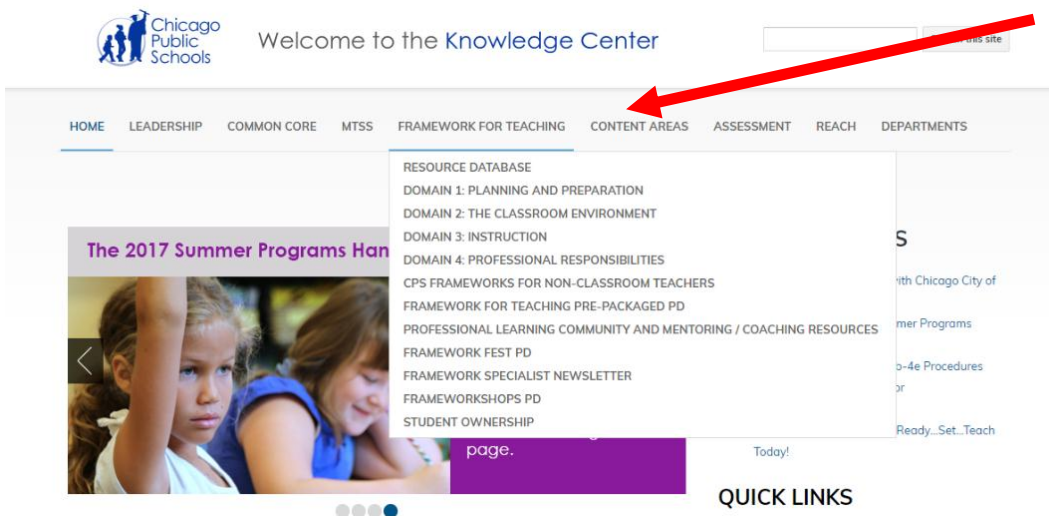 Chicago
Public
Schools
Welcome to the Knowledge Center
this site
HOME LEADERSHIP COMMON CORE MTSS FRAMEWORK FOR TEACHING CONTENT AREAS ASSESSMENT REACH DEPARTMENTS
RESOURCE DATABASE
DOMAIN 1: PLANNING AND PREPARATION
DOMAIN 2: THE CLASSROOM ENVIRONMENT
DOMAIN 3: INSTRUCTION
DOMAIN 4: PROFESSIONAL RESPONSIBILITIES
CPS FRAMEWORKS FOR NON-CLASSROOM TEACHERS
FRAMEWORK FOR TEACHING PRE-PACKAGED PD
PROFESSIONAL LEARNING COMMUNITY AND MENTORING / COACHING RESOURCES
FRAMEWORK FEST PD
FRAMEWORK SPECIALIST NEWSLETTER
FRAMEWORKSHOPS PD
STUDENT OWNERSHIP
The 2017 Summer Programs Han
page.
S
with Chicago City of
mer Programs
o-4e Procedures
or
Ready...Set...Teach
Today!
QUICK LINKS